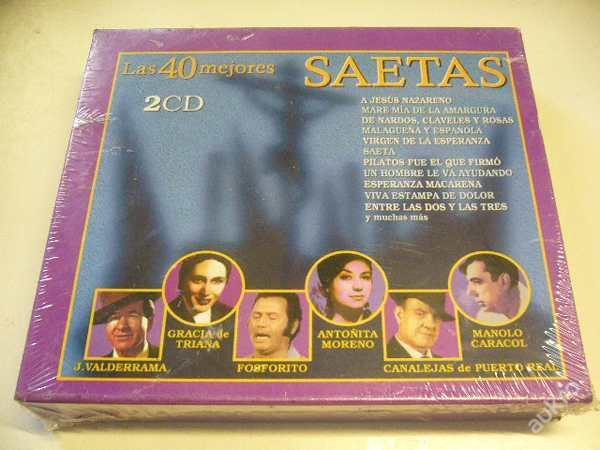 Las 40 mejores
SAETAS
2CD
A JESÚS NAZARENO
MARE MÍA DE LA AMARGURA
DE NARDOS, CLAVELES Y ROSAS
MALAGUEÑA Y ESPAÑOLA
VIRGEN DE LA ESPERANZA
SAETA
PILATOS FUE EL QUE FIRMÓ
UN HOMBRE LE VA AYUDANDO
ESPERANZA MACARENA
VIVA ESTAMPA DE DOLOR
ENTRE LAS DOS Y LAS TRES
y muchas más
J. VALDERRAMA
GRACIA de
TRIANA
FOSFORITO
ANTOÑITA
MORENO
CANALEJAS de PUERTO REAL
MANOLO
CARACOL